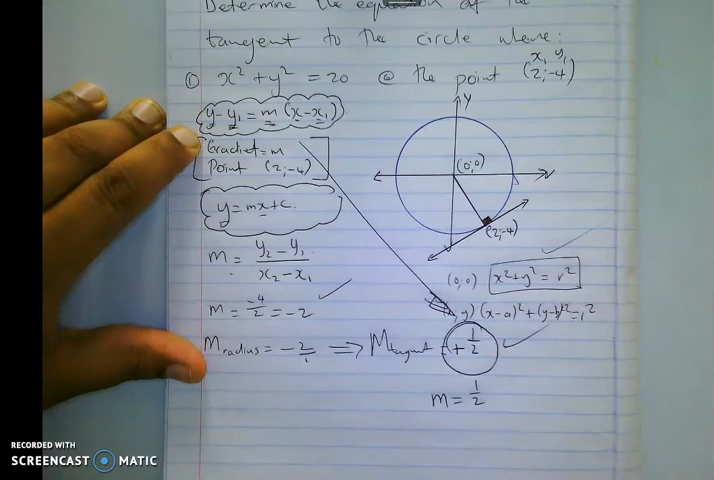 Determine the equation of the
tangent to the circle where:
① x² + y² = 20 @ the point (2;-4)
x₁ y₁
y - y₁ = m (x - x₁)
Gradient = m
Point (2;-4)
y = mx + c
m = y₂ - y₁ / x₂ - x₁
m = -4/2 = -2
m radius = -2/1 ⟹ M tangent = + 1/2
m = 1/2
y
(0;0)
x
(2;-4)
(0;0) x² + y² = r²
y) (x-a)² + (y-b)² = r²
RECORDED WITH
SCREENCAST MATIC